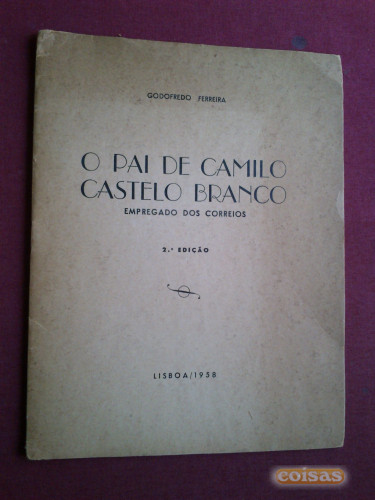 GODOFREDO FERREIRA
O PAI DE CAMILO
CASTELO BRANCO
EMPREGADO DOS CORREIOS
2.ª EDIÇÃO
LISBOA/1958
coisas